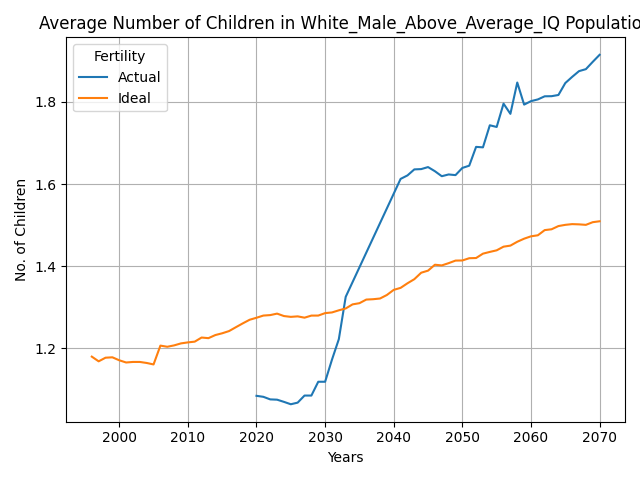 Average Number of Children in White_Male_Above_Average_IQ Populatio
Fertility
Actual
Ideal
No. of Children
1.8
1.6
1.4
1.2
2000 2010 2020 2030 2040 2050 2060 2070
Years